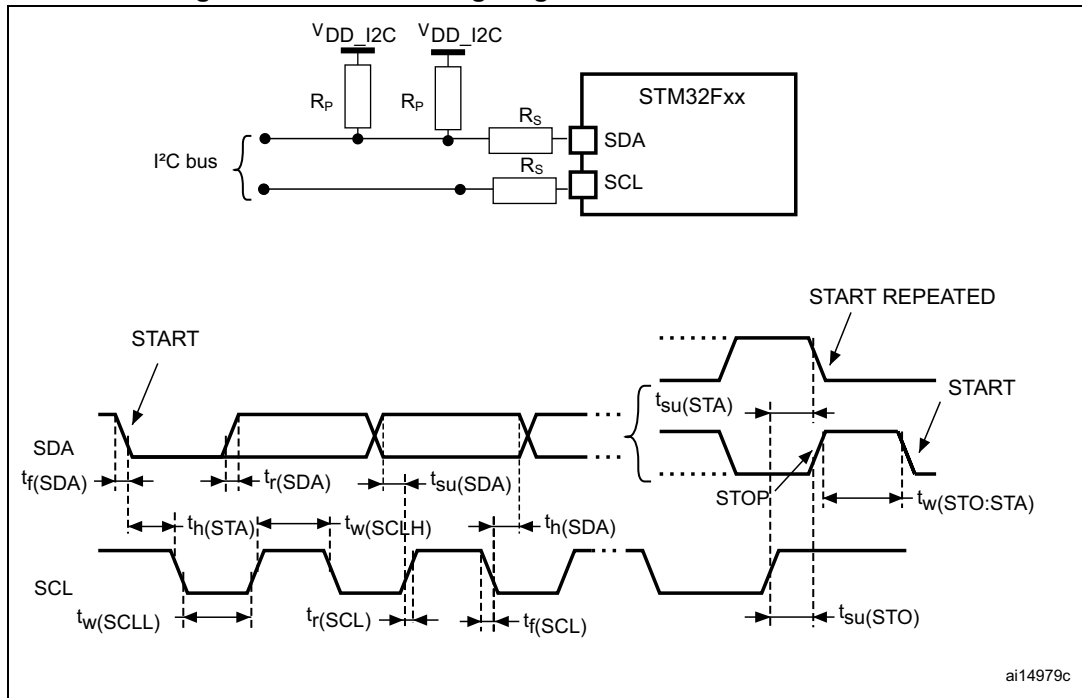 VDD_I2C VDD_I2C
STM32Fxx
RP RP
RS
SDA
I²C bus
RS
SCL
START REPEATED
START
START
tsu(STA)
SDA
tf(SDA) tr(SDA) tsu(SDA)
STOP
tw(STO:STA)
th(STA) tw(SCLH) th(SDA)
SCL
tw(SCLL) tr(SCL) tf(SCL) tsu(STO)
ai14979c